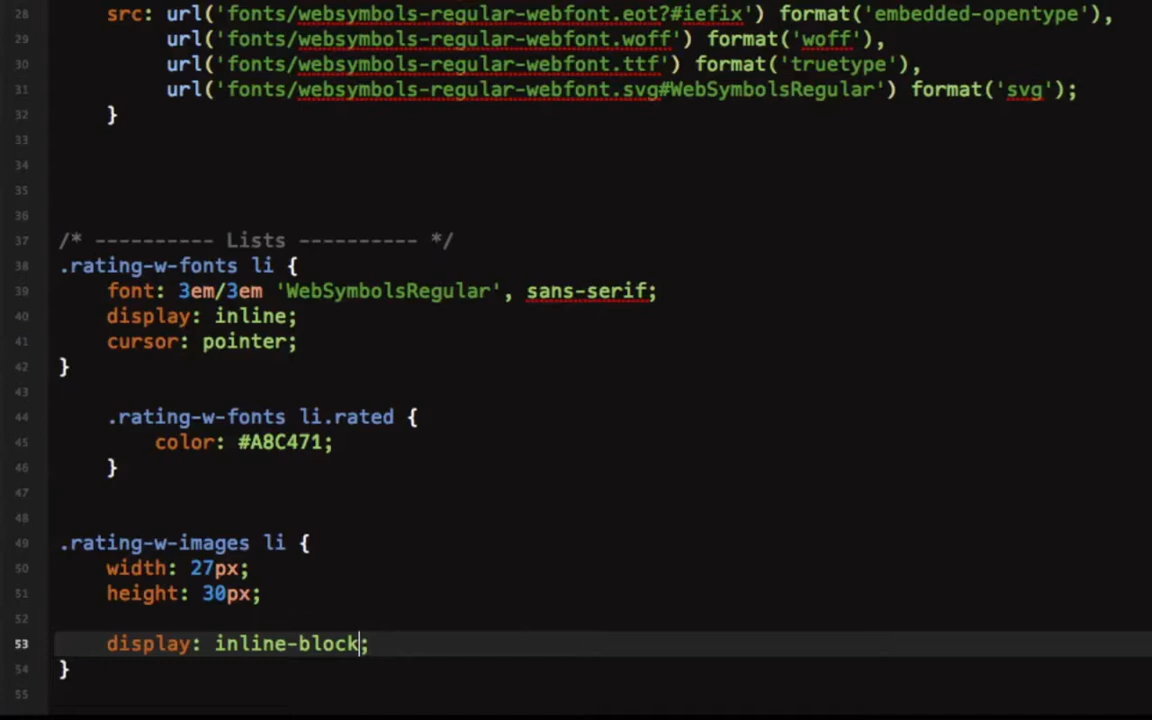 28 src: url('fonts/websymbols-regular-webfont.eot?#iefix') format('embedded-opentype'),
29 url('fonts/websymbols-regular-webfont.woff') format('woff'),
30 url('fonts/websymbols-regular-webfont.ttf') format('truetype'),
31 url('fonts/websymbols-regular-webfont.svg#WebSymbolsRegular') format('svg');
32 }
33
34
35
36
37 /* ---------- Lists ---------- */
38 .rating-w-fonts li {
39 font: 3em/3em 'WebSymbolsRegular', sans-serif;
40 display: inline;
41 cursor: pointer;
42 }
43
44 .rating-w-fonts li.rated {
45 color: #A8C471;
46 }
47
48
49 .rating-w-images li {
50 width: 27px;
51 height: 30px;
52
53 display: inline-block;
54 }
55